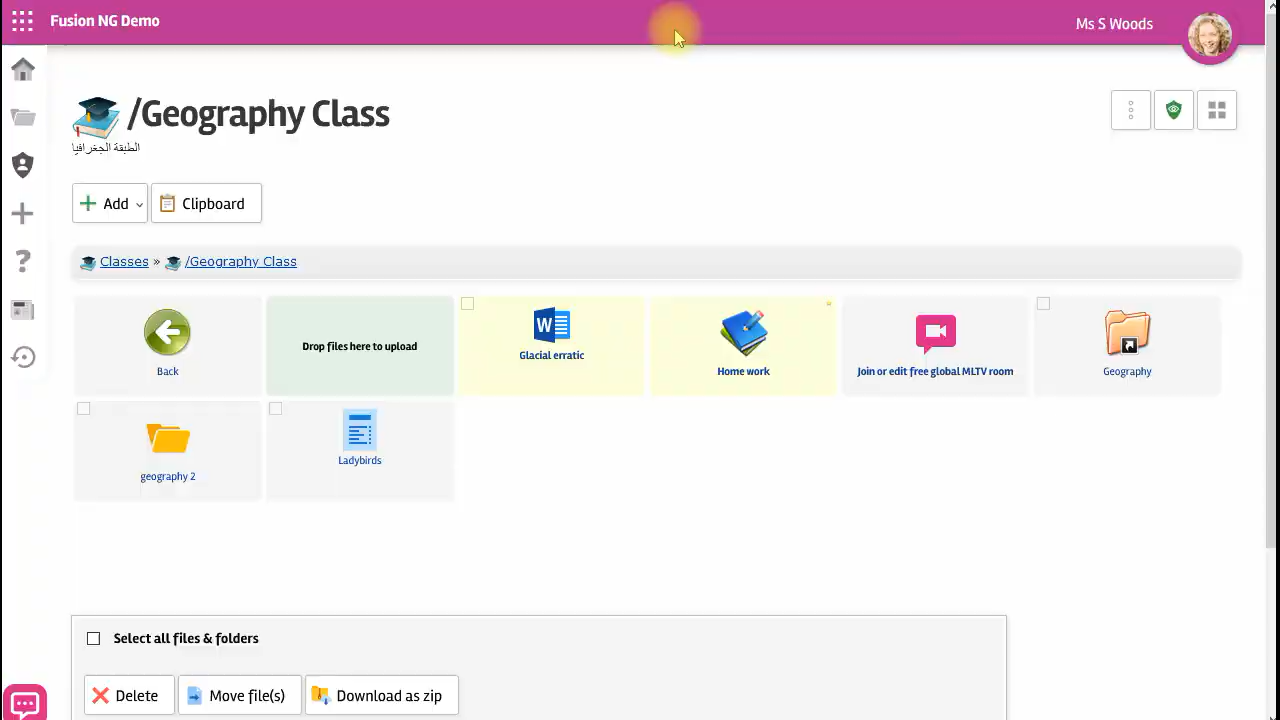 Fusion NG Demo
Ms S Woods
/Geography Class
الطبقة الجغرافيا
Add
Clipboard
Classes » /Geography Class
Back
Drop files here to upload
Glacial erratic
Home work
Join or edit free global MLTV room
Geography
geography 2
Ladybirds
Select all files & folders
Delete
Move file(s)
Download as zip